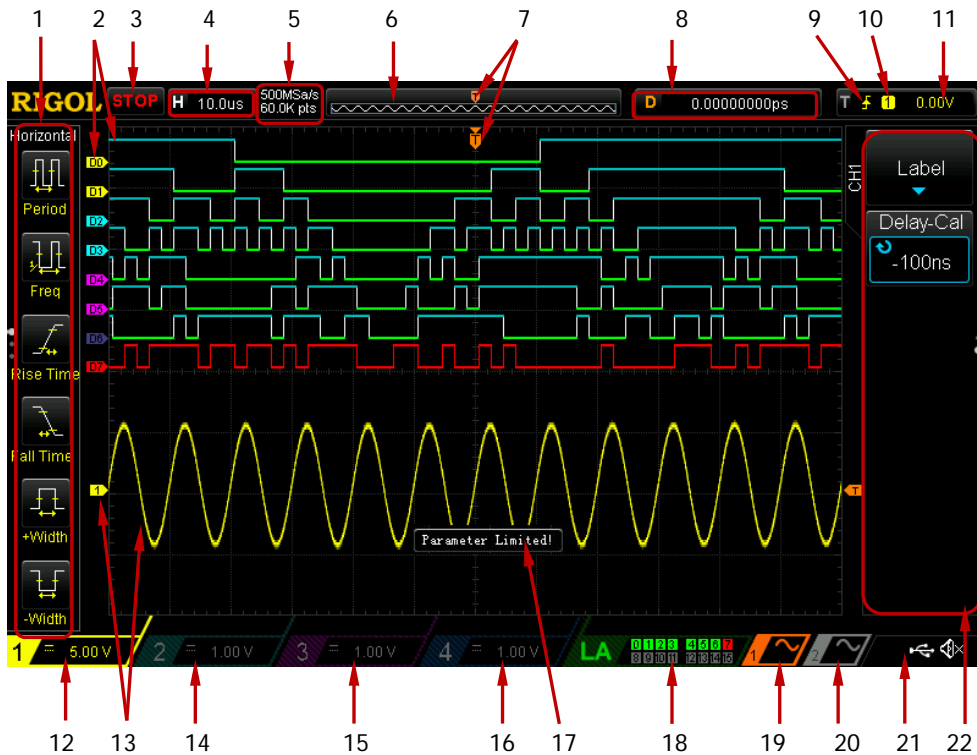 1 2 3 4 5 6 7 8 9 10 11
RIGOL STOP H 10.0us 500MSa/s 60.0K pts T D 0.00000000ps T 1 0.00V
Horizontal
T
D0
D1
D2
D3
D4
D5
D6
D7
Period
Freq
Rise Time
Fall Time
+Width
-Width
1
T
Parameter Limited!
CH1
Label
Delay-Cal
-100ns
1 5.00 V 2 1.00 V 3 1.00 V 4 1.00 V LA 0 1 2 3 4 5 6 7 1 2
8 9 10 11 12 13 14 15
12 13 14 15 16 17 18 19 20 21 22